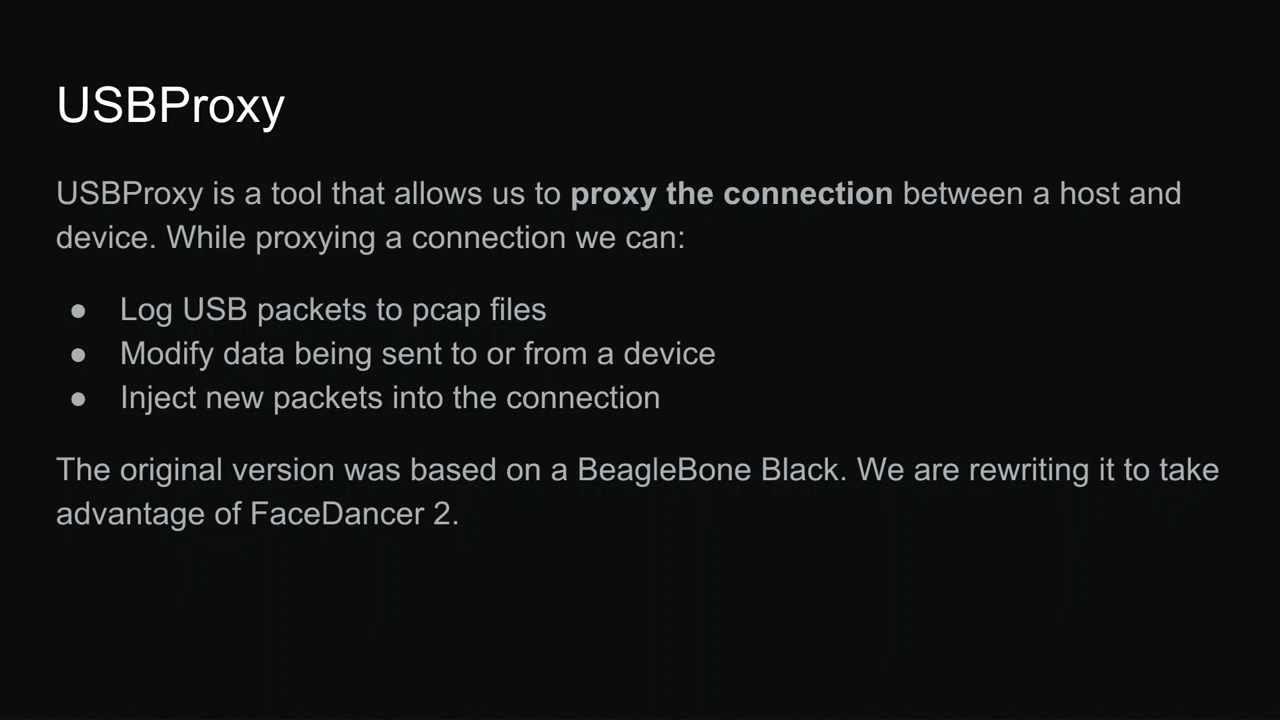 USBProxy
USBProxy is a tool that allows us to proxy the connection between a host and
device. While proxying a connection we can:
● Log USB packets to pcap files
● Modify data being sent to or from a device
● Inject new packets into the connection
The original version was based on a BeagleBone Black. We are rewriting it to take
advantage of FaceDancer 2.